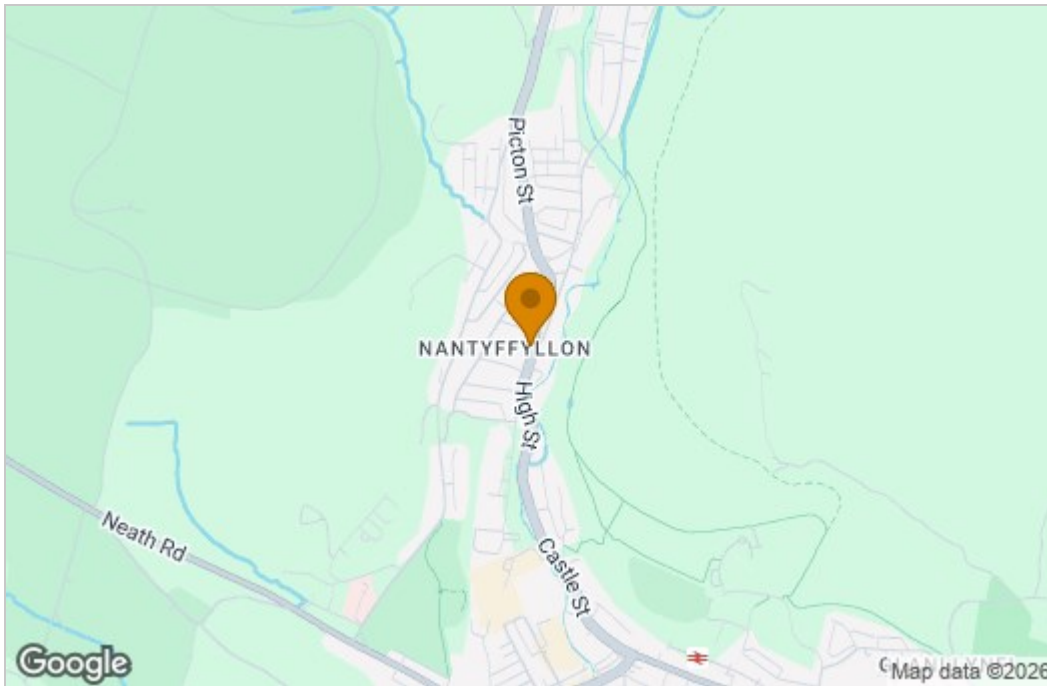 Picton St
NANTYFFYLLON
High St
Neath Rd
Castle St
Google
Map data ©2026